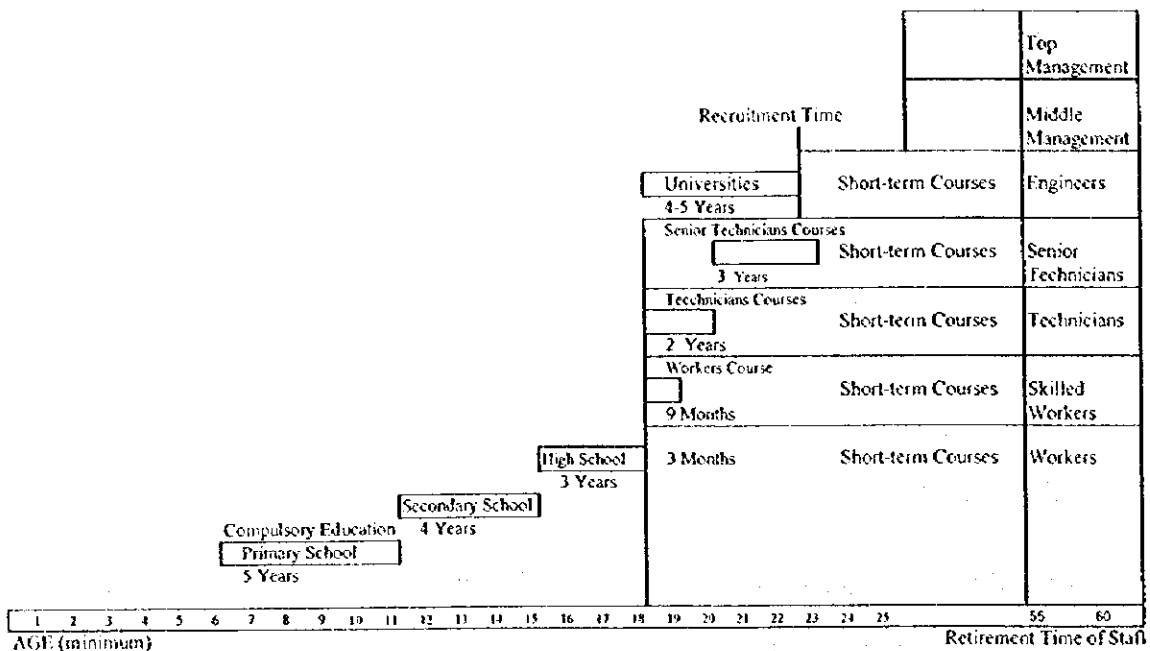 Top
Management
Recruitment Time
Middle
Management
Universities
Short-term Courses
Engineers
4-5 Years
Senior Technicians Courses
Short-term Courses
Senior
Technicians
3 Years
Tecchnicians Courses
Short-term Courses
Technicians
2 Years
Workers Course
Short-term Courses
Skilled
Workers
9 Months
High School
3 Months
Short-term Courses
Workers
3 Years
Secondary School
Compulsory Education
4 Years
Primary School
5 Years
1 2 3 4 5 6 7 8 9 10 11 12 13 14 15 16 17 18 19 20 21 22 23 24 25 55 60
AGE (minimum)
Retirement Time of Staff